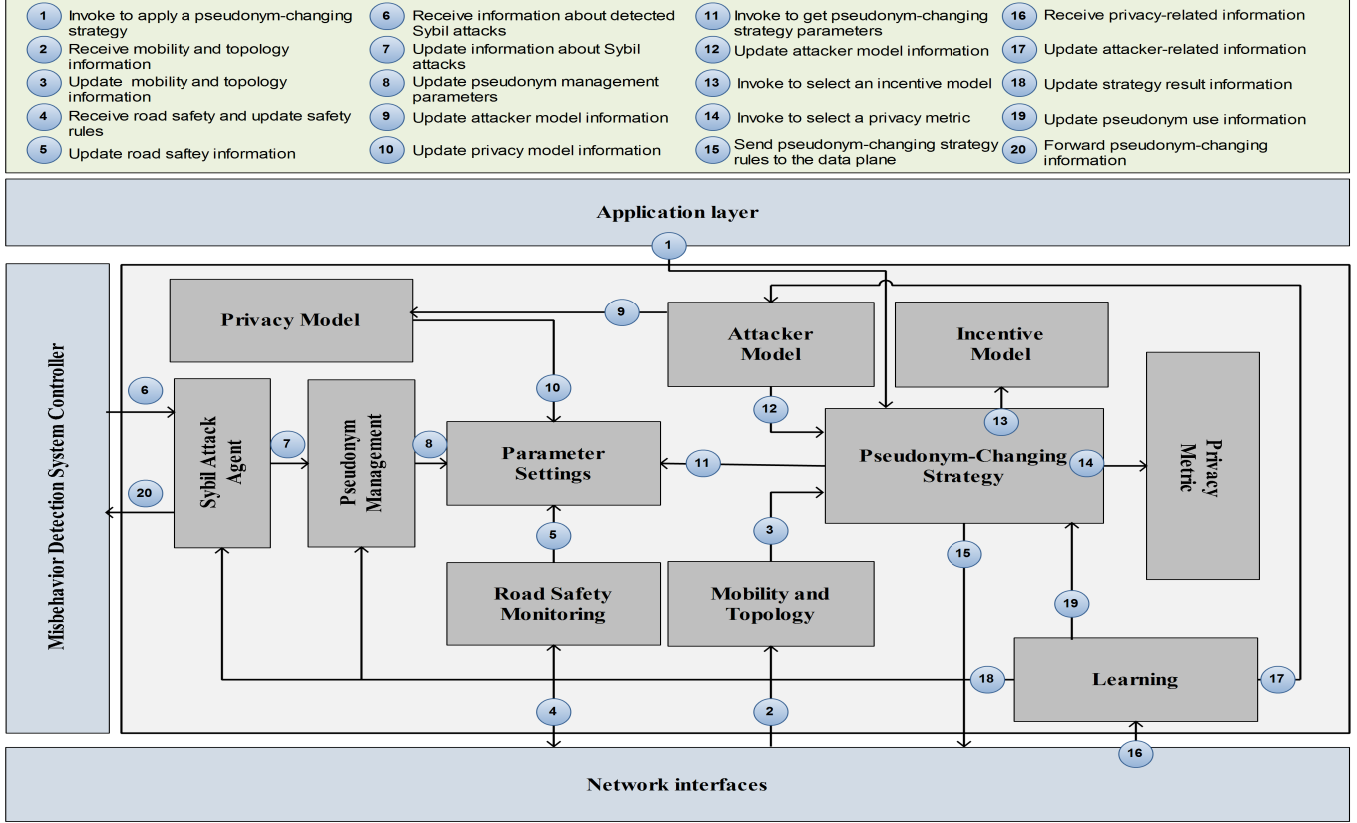 1 Invoke to apply a pseudonym-changing
strategy
2 Receive mobility and topology
information
3 Update mobility and topology
information
4 Receive road safety and update safety
rules
5 Update road saftey information
6 Receive information about detected
Sybil attacks
7 Update information about Sybil
attacks
8 Update pseudonym management
parameters
9 Update attacker model information
10 Update privacy model information
11 Invoke to get pseudonym-changing
strategy parameters
12 Update attacker model information
13 Invoke to select an incentive model
14 Invoke to select a privacy metric
15 Send pseudonym-changing strategy
rules to the data plane
16 Receive privacy-related information
17 Update attacker-related information
18 Update strategy result information
19 Update pseudonym use information
20 Forward pseudonym-changing
information
Application layer
1
Misbehavior Detection System Controller
Privacy Model
9
Attacker
Model
Incentive
Model
6
10
12
13
Sybil Attack
Agent
7
Pseudonym
Management
8
Parameter
Settings
11
Pseudonym-Changing
Strategy
14
Privacy
Metric
20
5
3
15
Road Safety
Monitoring
Mobility and
Topology
19
Learning
18
17
4
2
16
Network interfaces